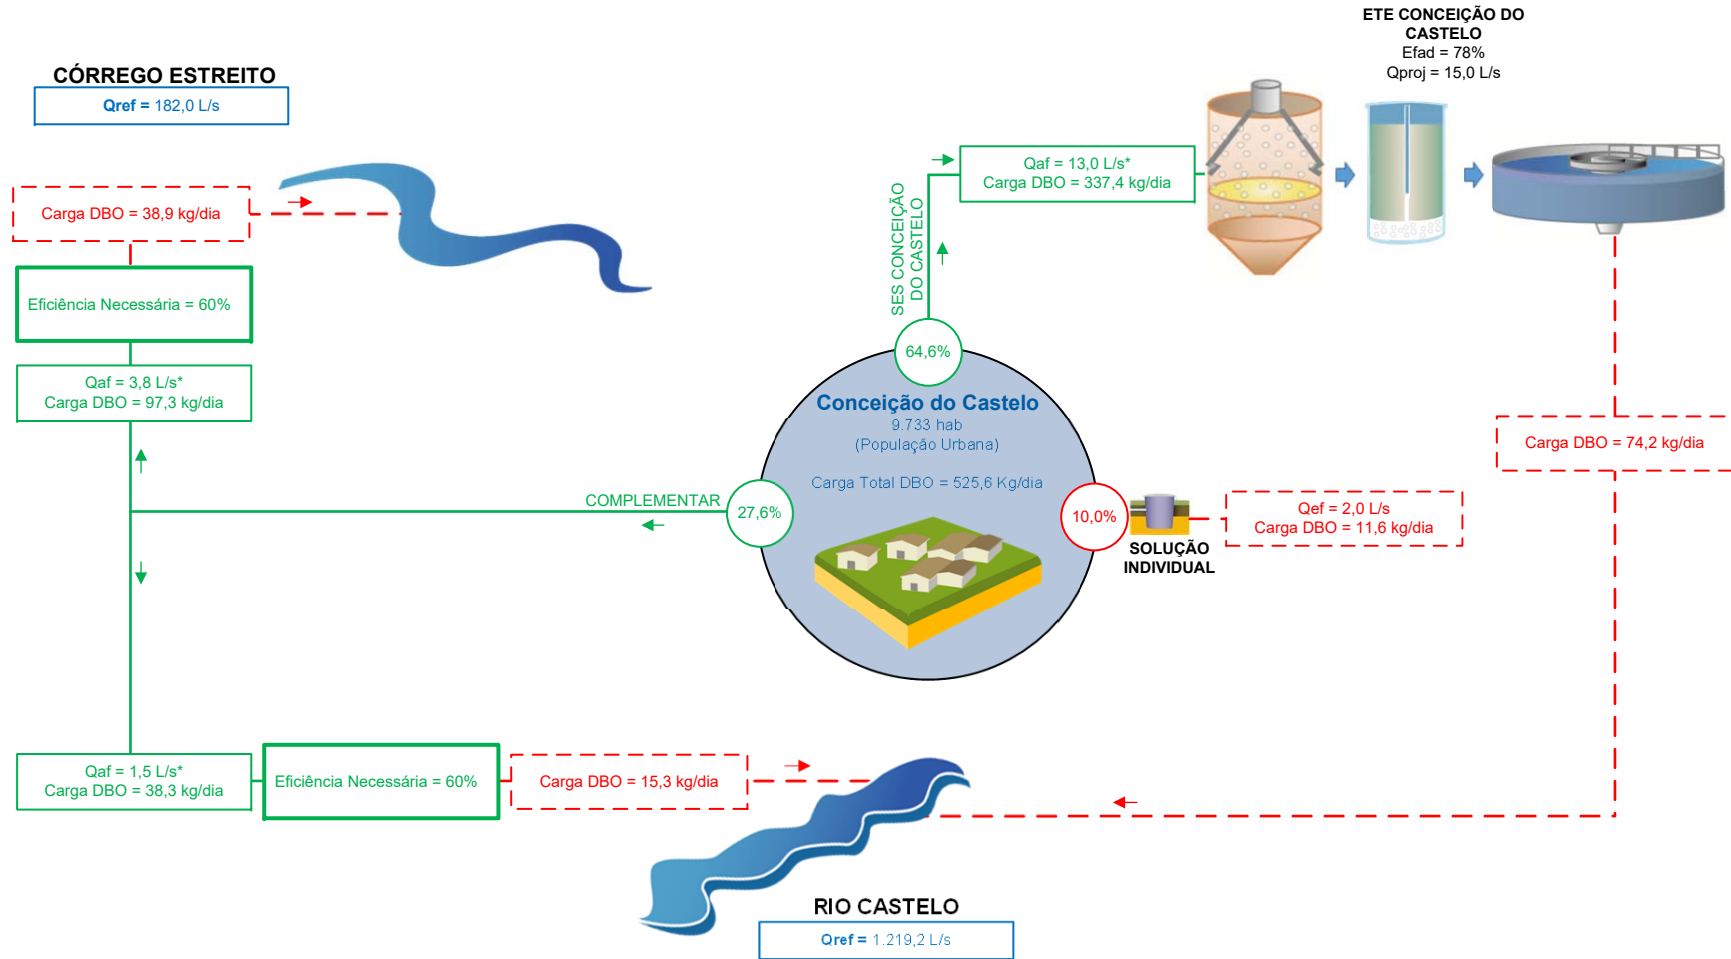 ETE CONCEIÇÃO DO
CASTELO
Efad = 78%
Qproj = 15,0 L/s
CÓRREGO ESTREITO
Qref = 182,0 L/s
Carga DBO = 38,9 kg/dia
Eficiência Necessária = 60%
Qaf = 3,8 L/s*
Carga DBO = 97,3 kg/dia
SES CONCEIÇÃO
DO CASTELO
Qaf = 13,0 L/s*
Carga DBO = 337,4 kg/dia
64,6%
Conceição do Castelo
9.733 hab
(População Urbana)
Carga Total DBO = 525,6 Kg/dia
COMPLEMENTAR
27,6%
10,0%
SOLUÇÃO
INDIVIDUAL
Qef = 2,0 L/s
Carga DBO = 11,6 kg/dia
Carga DBO = 74,2 kg/dia
Qaf = 1,5 L/s*
Carga DBO = 38,3 kg/dia
Eficiência Necessária = 60%
Carga DBO = 15,3 kg/dia
RIO CASTELO
Qref = 1.219,2 L/s